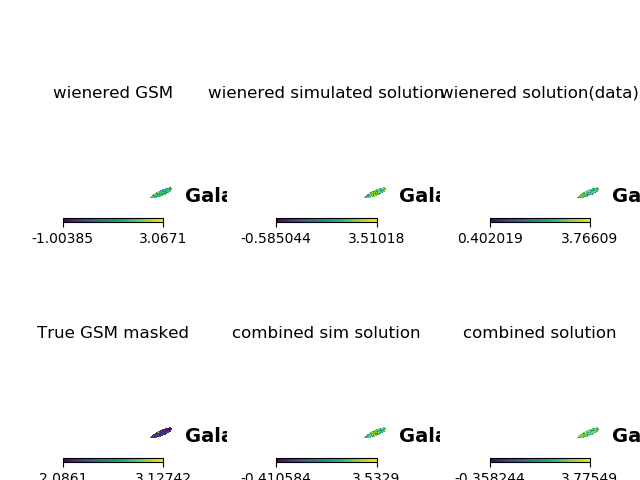 wienered GSM wienered simulated solution wienered solution(data)
Gala Gala Ga
-1.00385 3.0671 -0.585044 3.51018 0.402019 3.76609
True GSM masked combined sim solution combined solution
Gala Gala Ga
2.0861 3.12742 -0.410584 3.5329 -0.358244 3.77549